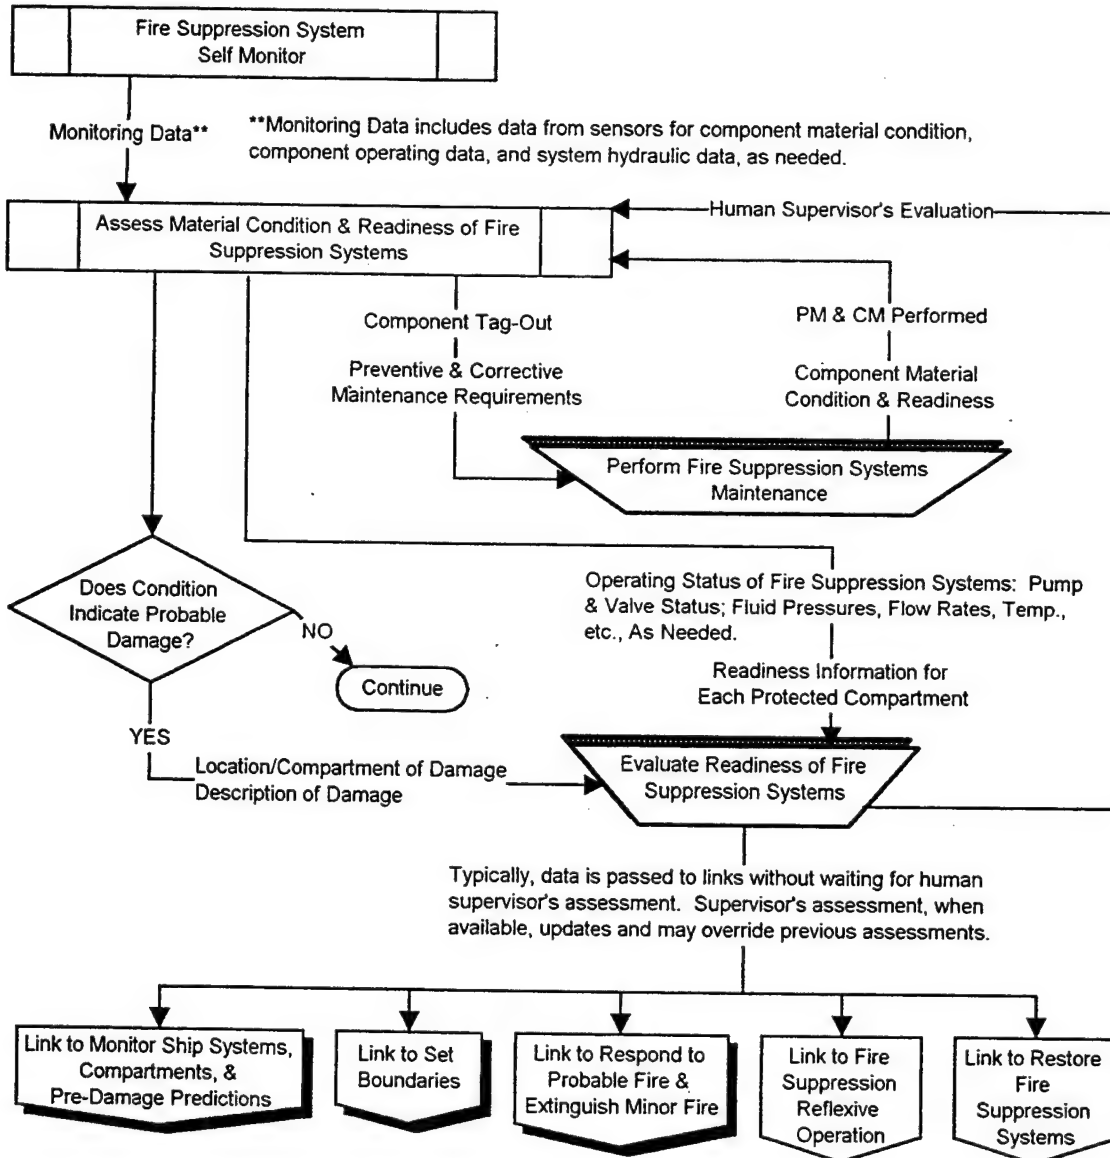 Fire Suppression System
Self Monitor
Monitoring Data**
**Monitoring Data includes data from sensors for component material condition,
component operating data, and system hydraulic data, as needed.
Human Supervisor's Evaluation
Assess Material Condition & Readiness of Fire
Suppression Systems
Component Tag-Out
Preventive & Corrective
Maintenance Requirements
PM & CM Performed
Component Material
Condition & Readiness
Perform Fire Suppression Systems
Maintenance
Does Condition
Indicate Probable
Damage?
NO
Continue
YES
Operating Status of Fire Suppression Systems: Pump
& Valve Status; Fluid Pressures, Flow Rates, Temp.,
etc., As Needed.
Readiness Information for
Each Protected Compartment
Location/Compartment of Damage
Description of Damage
Evaluate Readiness of Fire
Suppression Systems
Typically, data is passed to links without waiting for human
supervisor's assessment. Supervisor's assessment, when
available, updates and may override previous assessments.
Link to Monitor Ship Systems,
Compartments, &
Pre-Damage Predictions
Link to Set
Boundaries
Link to Respond to
Probable Fire &
Extinguish Minor Fire
Link to Fire
Suppression
Reflexive
Operation
Link to Restore
Fire
Suppression
Systems